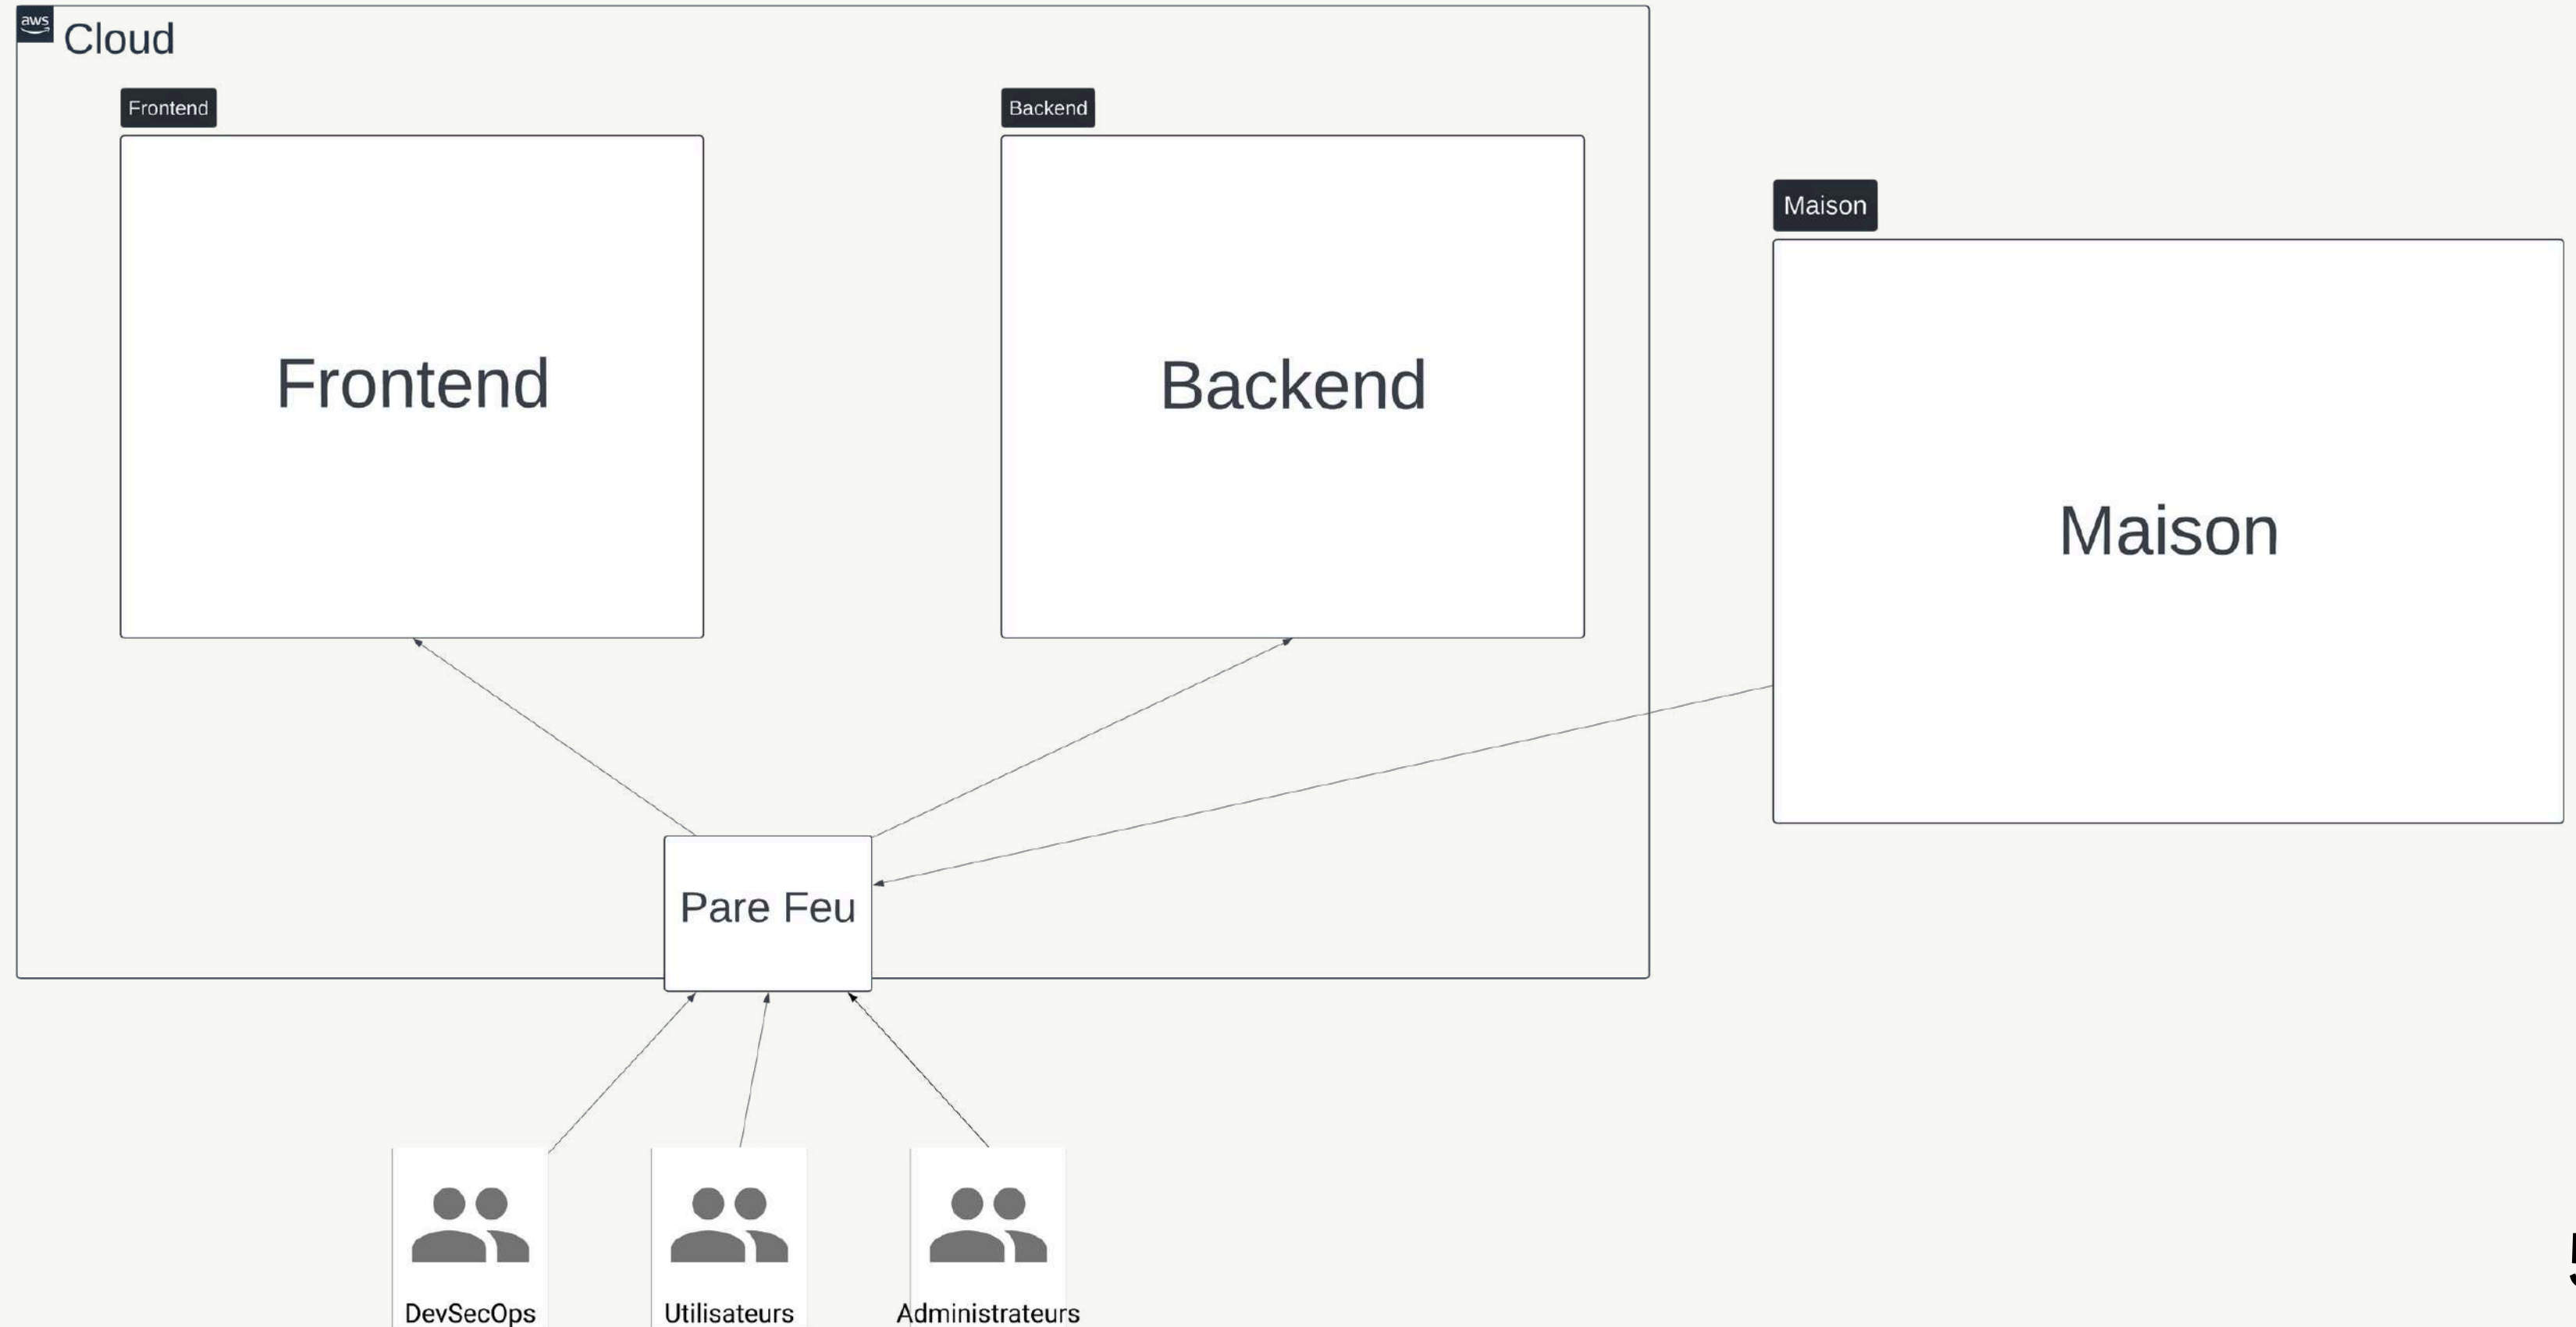 aws
Cloud
Frontend
Backend
Maison
Frontend
Backend
Maison
Pare Feu
DevSecOps
Utilisateurs
Administrateurs